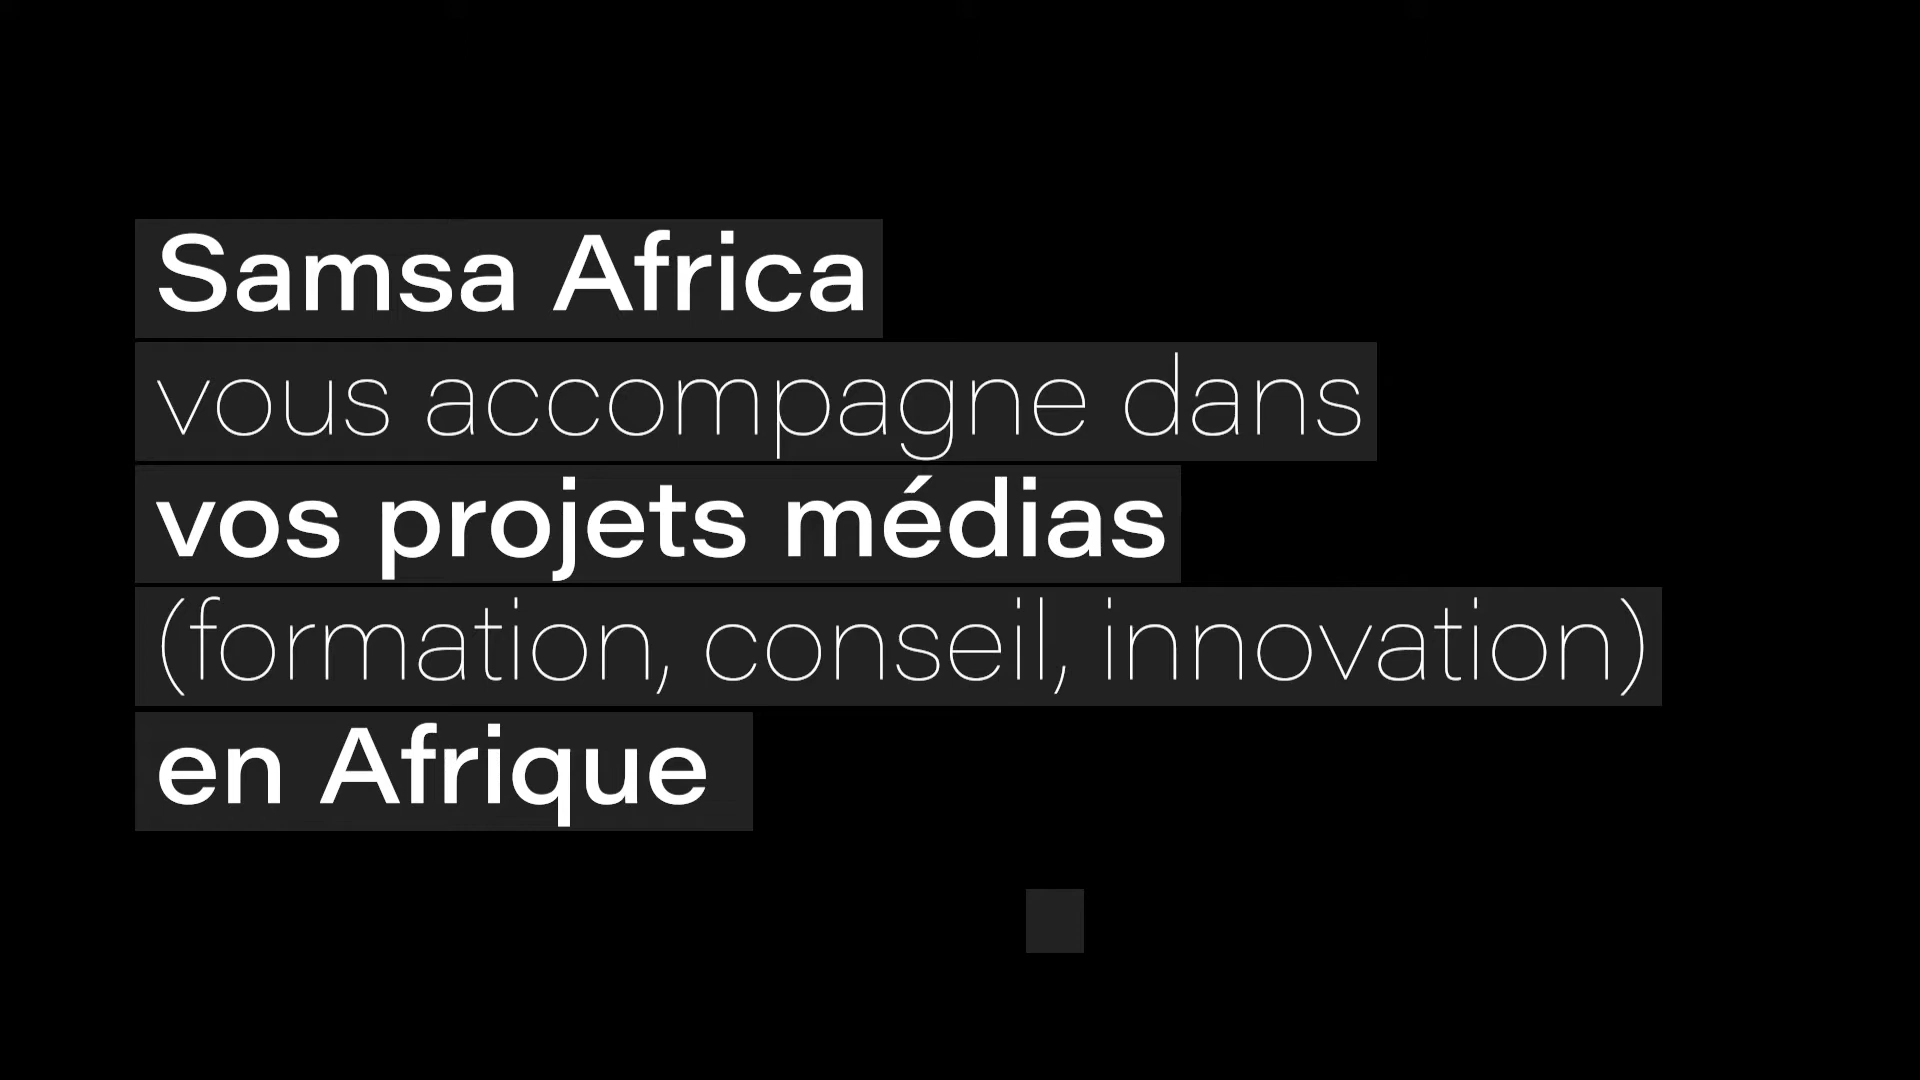 Samsa Africa
vous accompagne dans
vos projets médias
(formation, conseil, innovation)
en Afrique